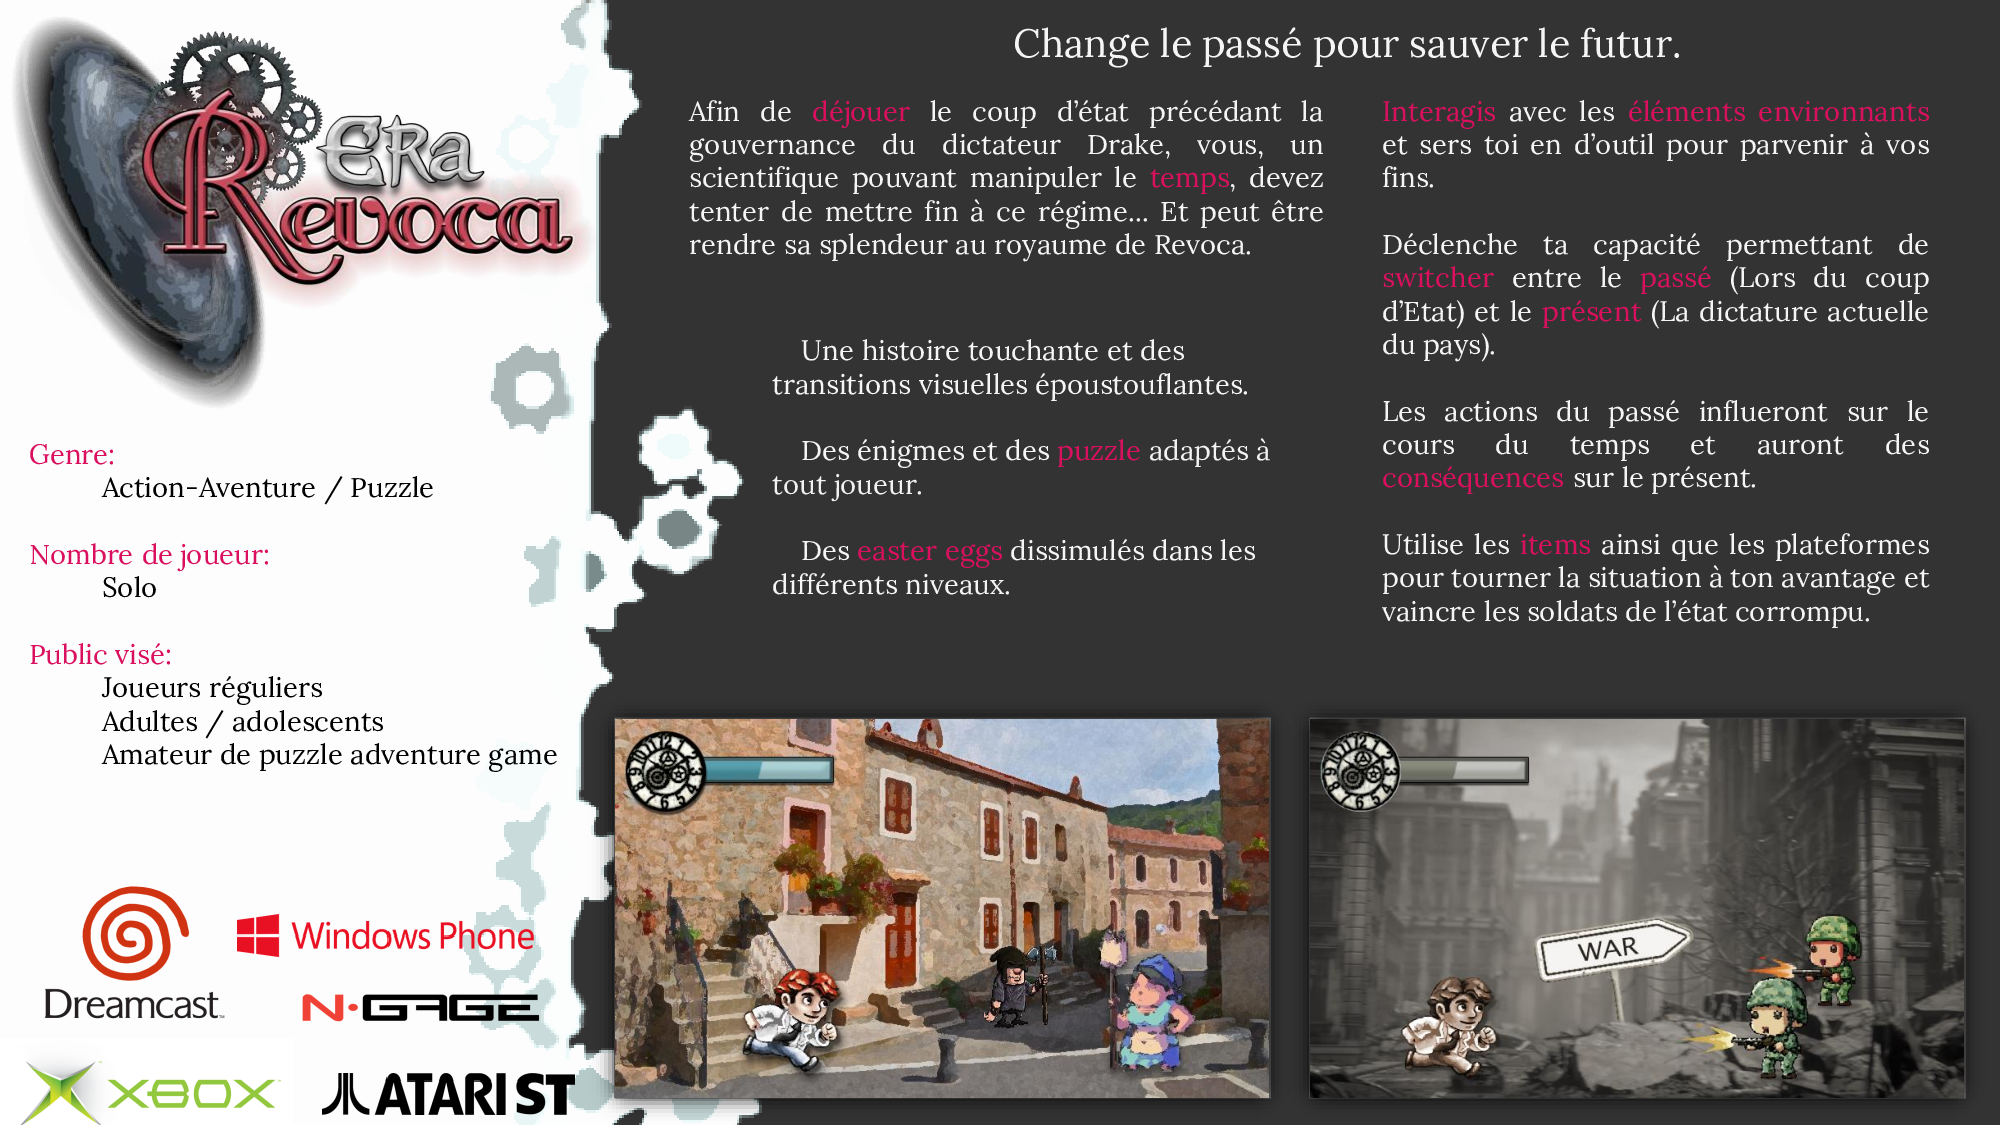 ERa
Revoca
Genre:
Action-Aventure / Puzzle
Nombre de joueur:
Solo
Public visé:
Joueurs réguliers
Adultes / adolescents
Amateur de puzzle adventure game
Dreamcast
Windows Phone
N·GAGE
XBOX
ATARI ST
Change le passé pour sauver le futur.
Afin de déjouer le coup d'état précédant la
gouvernance du dictateur Drake, vous, un
scientifique pouvant manipuler le temps, devez
tenter de mettre fin à ce régime... Et peut être
rendre sa splendeur au royaume de Revoca.
Une histoire touchante et des
transitions visuelles époustouflantes.
Des énigmes et des puzzle adaptés à
tout joueur.
Des easter eggs dissimulés dans les
différents niveaux.
Interagis avec les éléments environnants
et sers toi en d'outil pour parvenir à vos
fins.
Déclenche ta capacité permettant de
switcher entre le passé (Lors du coup
d'Etat) et le présent (La dictature actuelle
du pays).
Les actions du passé influeront sur le
cours du temps et auront des
conséquences sur le présent.
Utilise les items ainsi que les plateformes
pour tourner la situation à ton avantage et
vaincre les soldats de l'état corrompu.
WAR